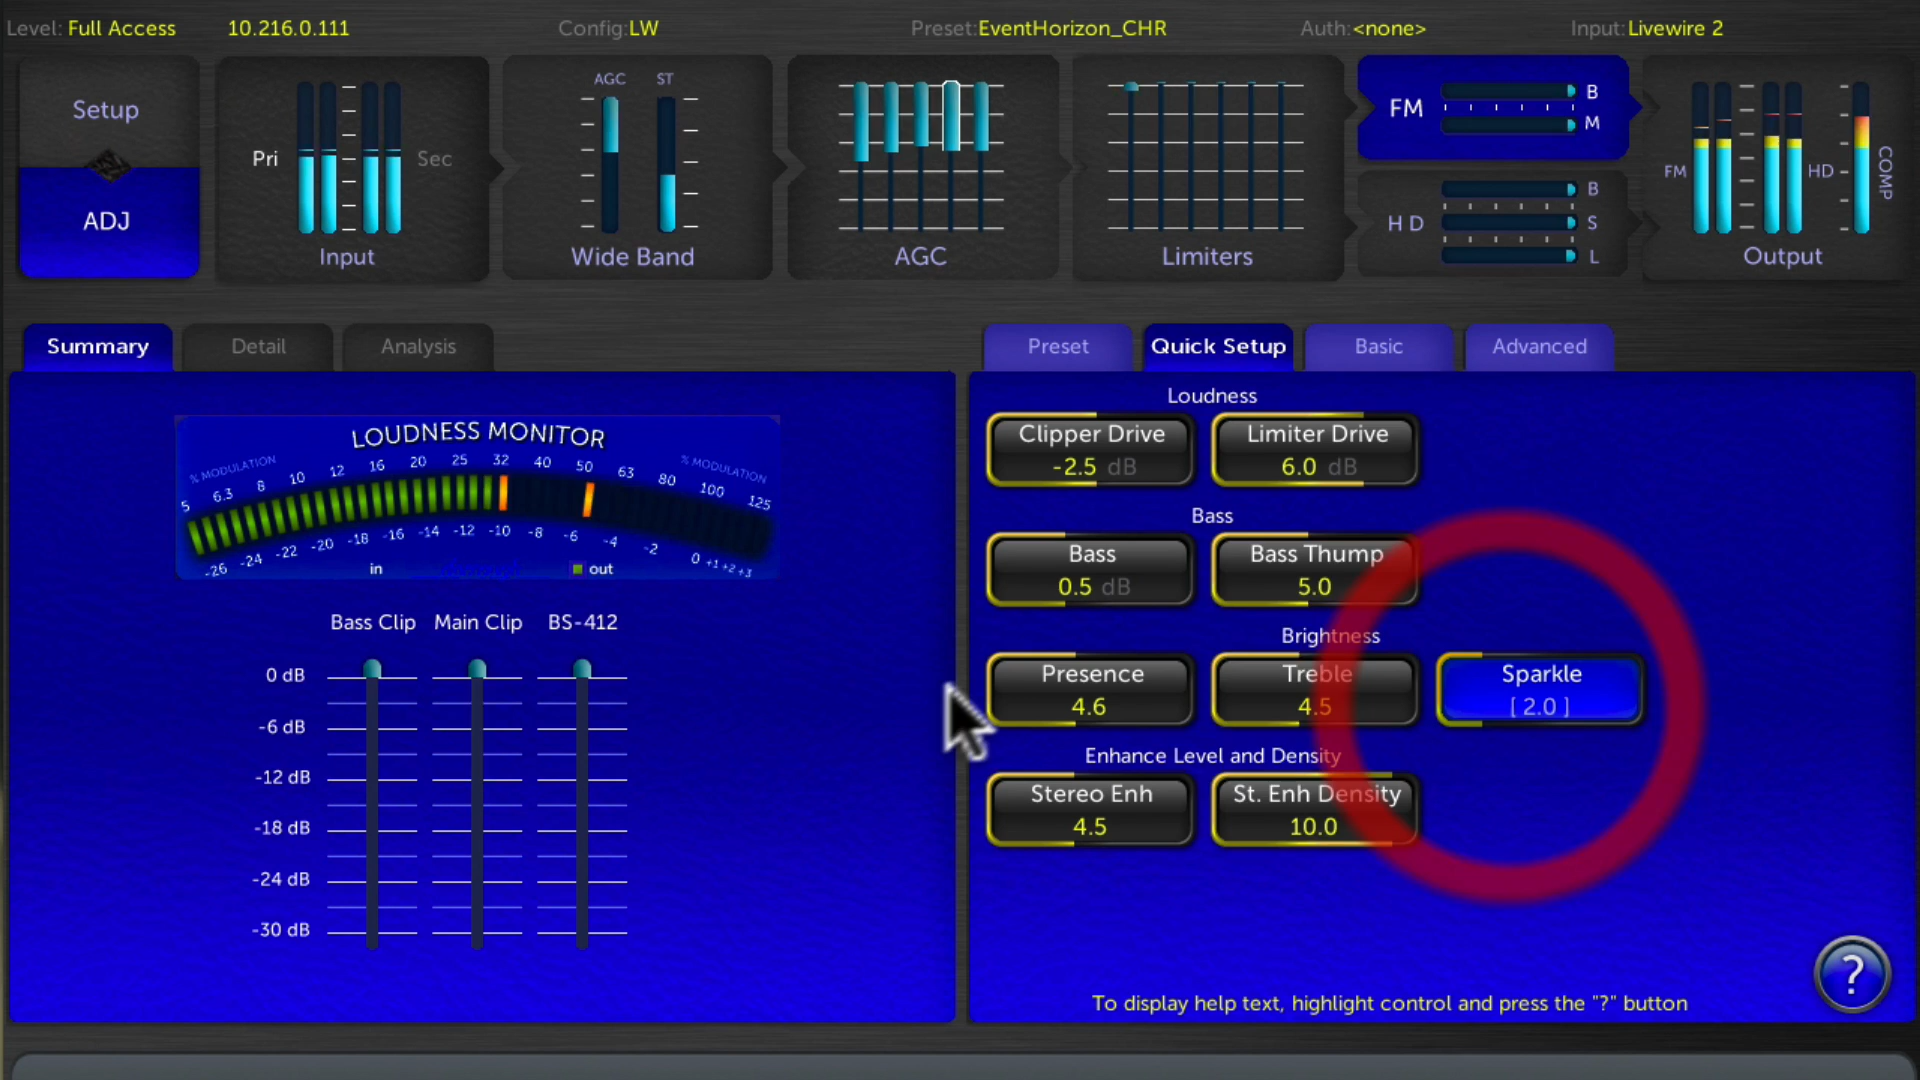 Level: Full Access 10.216.0.111 Config:LW Preset:EventHorizon_CHR Auth:<none> Input:Livewire 2
Setup
ADJ
Pri
Sec
Input
AGC ST
Wide Band
AGC
Limiters
FM
B
M
HD
B
S
L
FM
HD
COMP
Output
Summary Detail Analysis
Preset Quick Setup Basic Advanced
LOUDNESS MONITOR
% MODULATION % MODULATION
5 6.3 8 10 12 16 20 25 32 40 50 63 80 100 125
-26 -24 -22 -20 -18 -16 -14 -12 -10 -8 -6 -4 -2 0 +1 +2 +3
in out
Bass Clip Main Clip BS-412
0 dB
-6 dB
-12 dB
-18 dB
-24 dB
-30 dB
Loudness
Clipper Drive
-2.5 dB
Limiter Drive
6.0 dB
Bass
Bass
0.5 dB
Bass Thump
5.0
Brightness
Presence
4.6
Treble
4.5
Sparkle
[ 2.0 ]
Enhance Level and Density
Stereo Enh
4.5
St. Enh Density
10.0
?
To display help text, highlight control and press the "?" button